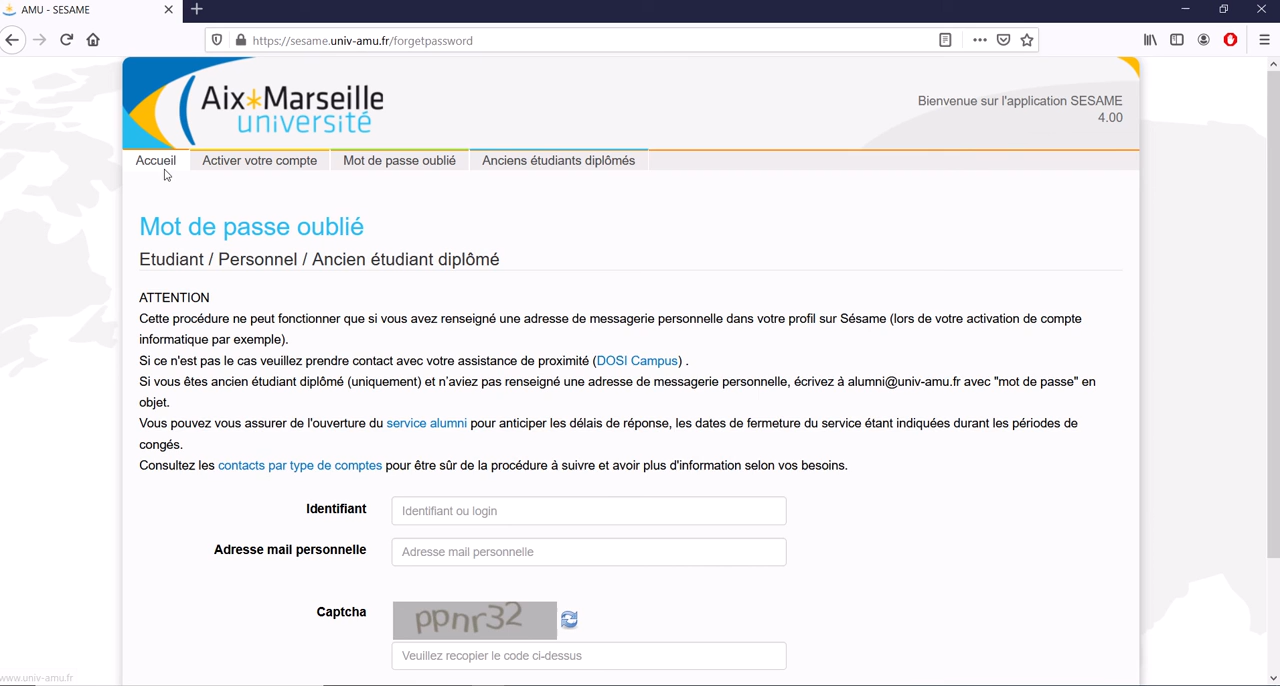 AMU - SESAME
https://sesame.univ-amu.fr/forgetpassword
Aix Marseille
université
Bienvenue sur l'application SESAME
4.00
Accueil
Activer votre compte
Mot de passe oublié
Anciens étudiants diplômés
Mot de passe oublié
Etudiant / Personnel / Ancien étudiant diplômé
ATTENTION
Cette procédure ne peut fonctionner que si vous avez renseigné une adresse de messagerie personnelle dans votre profil sur Sésame (lors de votre activation de compte
informatique par exemple).
Si ce n'est pas le cas veuillez prendre contact avec votre assistance de proximité (DOSI Campus) .
Si vous êtes ancien étudiant diplômé (uniquement) et n'aviez pas renseigné une adresse de messagerie personnelle, écrivez à alumni@univ-amu.fr avec "mot de passe" en
objet.
Vous pouvez vous assurer de l'ouverture du service alumni pour anticiper les délais de réponse, les dates de fermeture du service étant indiquées durant les périodes de
congés.
Consultez les contacts par type de comptes pour être sûr de la procédure à suivre et avoir plus d'information selon vos besoins.
Identifiant
Identifiant ou login
Adresse mail personnelle
Adresse mail personnelle
Captcha
ppnr32
Veuillez recopier le code ci-dessus
www.univ-amu.fr